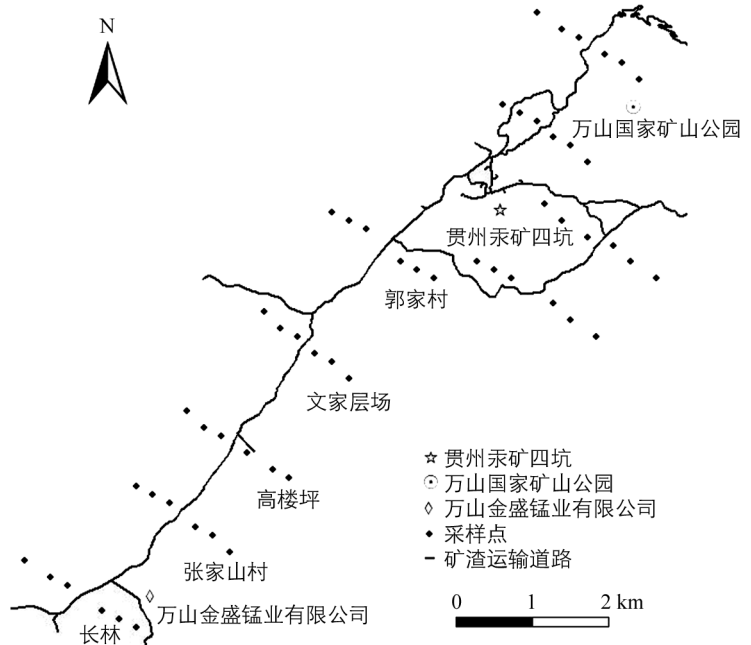 N
万山国家矿山公园
贯州汞矿四坑
郭家村
文家层场
高楼坪
张家山村
万山金盛锰业有限公司
长林
贯州汞矿四坑
万山国家矿山公园
万山金盛锰业有限公司
采样点
矿渣运输道路
0 1 2 km